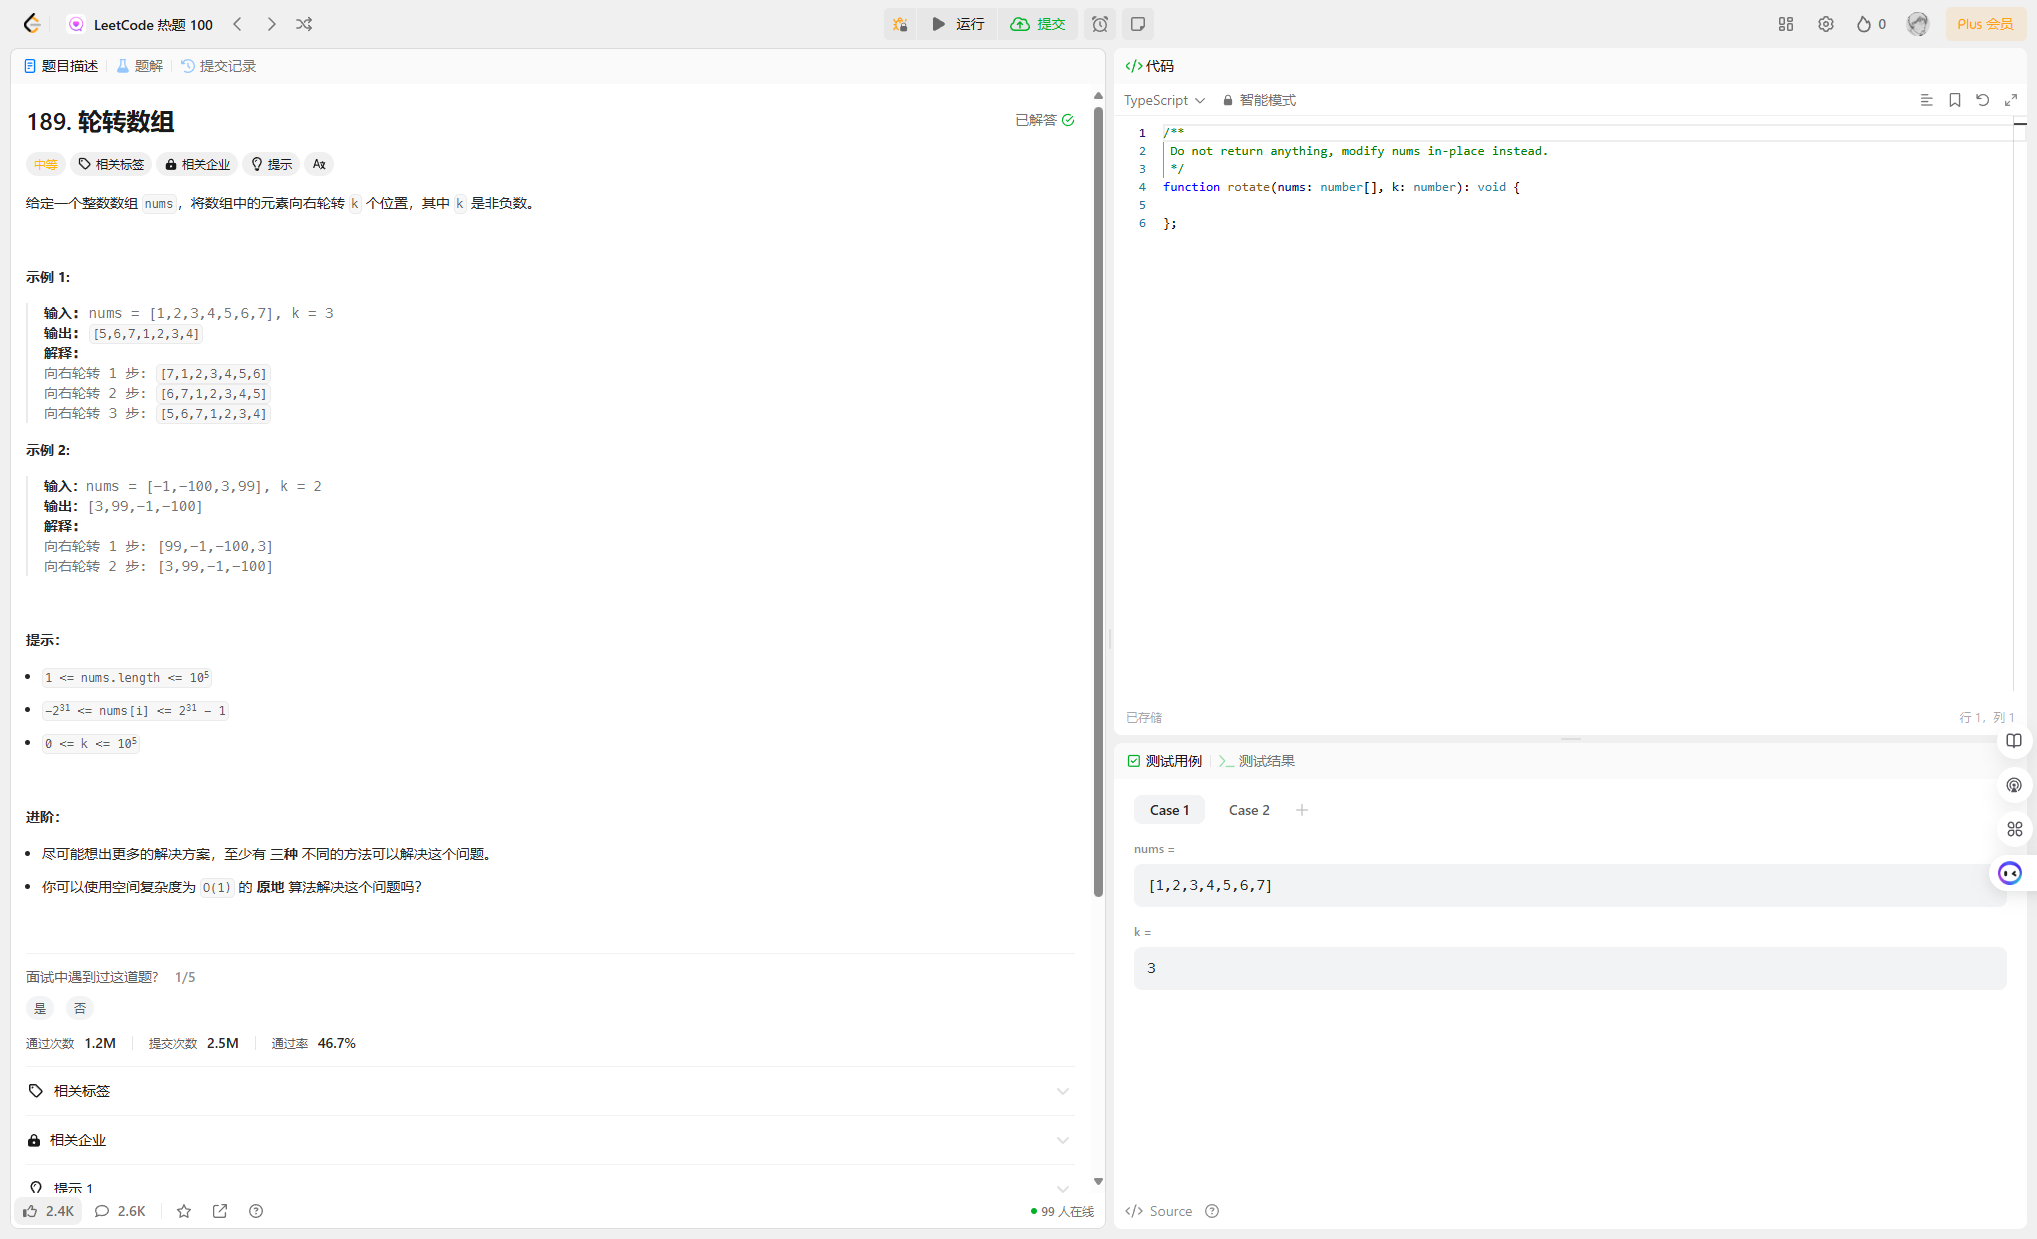 LeetCode 热题 100
运行
提交
0
Plus 会员
题目描述
题解
提交记录
189. 轮转数组
已解答
中等
相关标签
相关企业
提示
给定一个整数数组 nums，将数组中的元素向右轮转 k 个位置，其中 k 是非负数。
示例 1:
输入: nums = [1,2,3,4,5,6,7], k = 3
输出: [5,6,7,1,2,3,4]
解释:
向右轮转 1 步: [7,1,2,3,4,5,6]
向右轮转 2 步: [6,7,1,2,3,4,5]
向右轮转 3 步: [5,6,7,1,2,3,4]
示例 2:
输入：nums = [-1,-100,3,99], k = 2
输出：[3,99,-1,-100]
解释:
向右轮转 1 步: [99,-1,-100,3]
向右轮转 2 步: [3,99,-1,-100]
提示：
1 <= nums.length <= 10⁵
-2³¹ <= nums[i] <= 2³¹ - 1
0 <= k <= 10⁵
进阶：
尽可能想出更多的解决方案，至少有 三种 不同的方法可以解决这个问题。
你可以使用空间复杂度为 O(1) 的 原地 算法解决这个问题吗？
面试中遇到过这道题? 1/5
是
否
通过次数 1.2M
提交次数 2.5M
通过率 46.7%
相关标签
相关企业
提示 1
2.4K
2.6K
99 人在线
代码
TypeScript
智能模式
1 /**
2 Do not return anything, modify nums in-place instead.
3 */
4 function rotate(nums: number[], k: number): void {
5
6 };
已存储
行 1，列 1
测试用例
测试结果
Case 1
Case 2
nums =
[1,2,3,4,5,6,7]
k =
3
Source